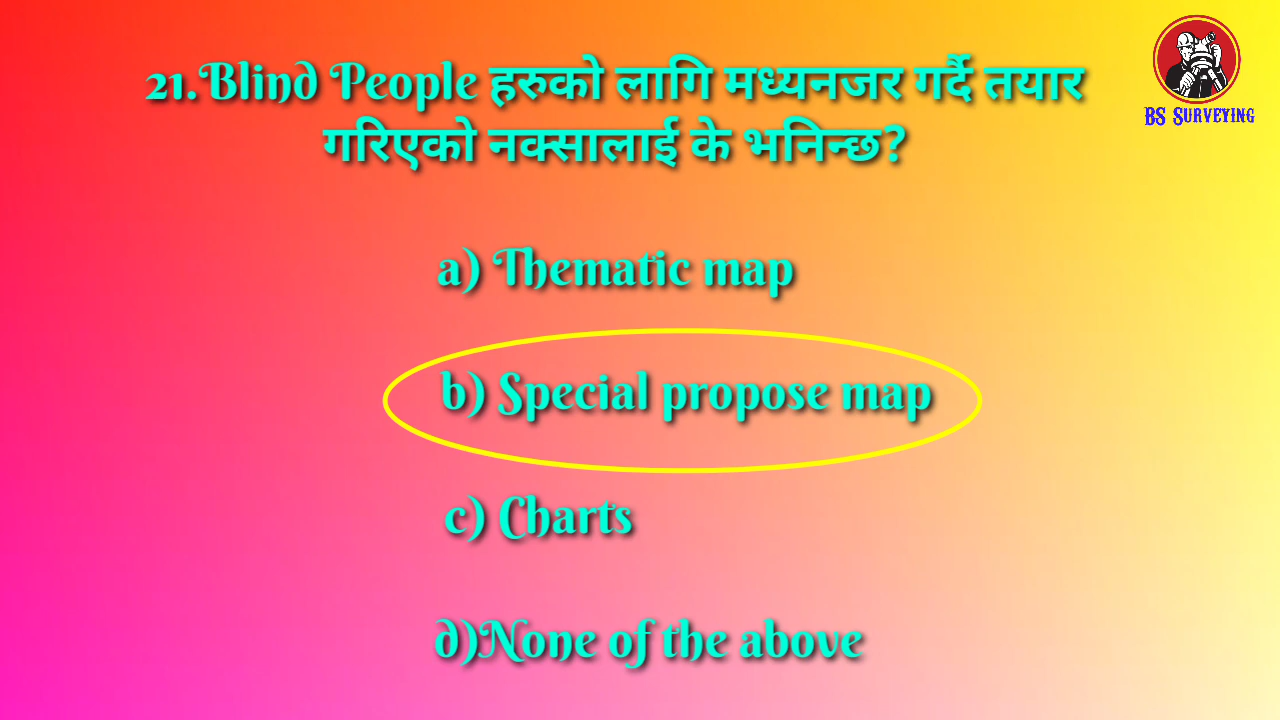 21.Blind People हरुको लागि मध्यनजर गर्दै तयार
गरिएको नक्सालाई के भनिन्छ?
BS Surveying
a) Thematic map
b) Special propose map
c) Charts
d)None of the above